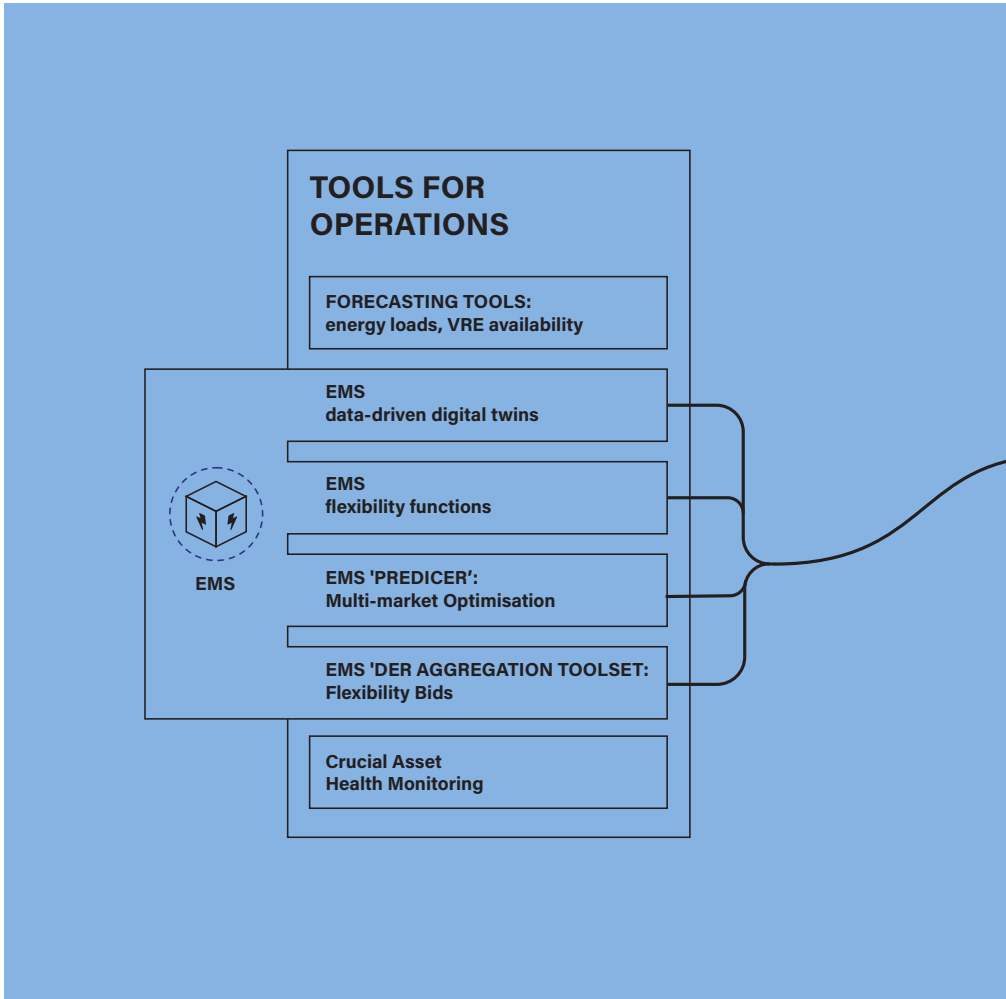 TOOLS FOR
OPERATIONS
FORECASTING TOOLS:
energy loads, VRE availability
EMS
data-driven digital twins
EMS
flexibility functions
EMS 'PREDICER’:
Multi-market Optimisation
EMS 'DER AGGREGATION TOOLSET:
Flexibility Bids
EMS
Crucial Asset
Health Monitoring